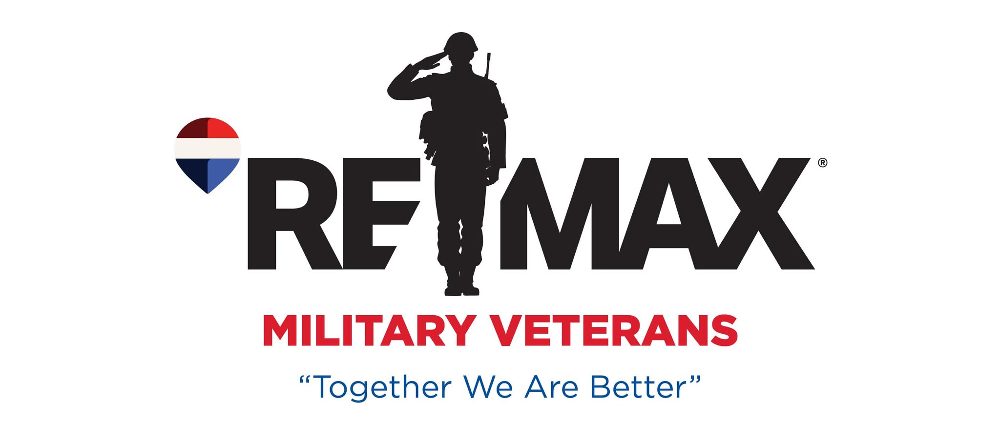 RE MAX®
MILITARY VETERANS
“Together We Are Better”